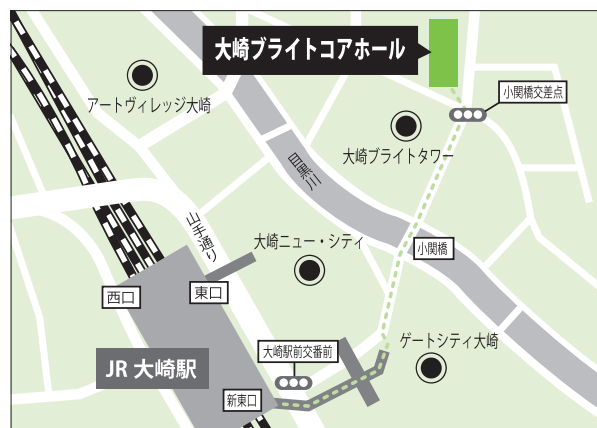 大崎ブライトコアホール
アートヴィレッジ大崎
小関橋交差点
大崎ブライトタワー
目黒川
山手通り
大崎ニュー・シティ
小関橋
西口
東口
大崎駅前交番前
ゲートシティ大崎
JR 大崎駅
新東口